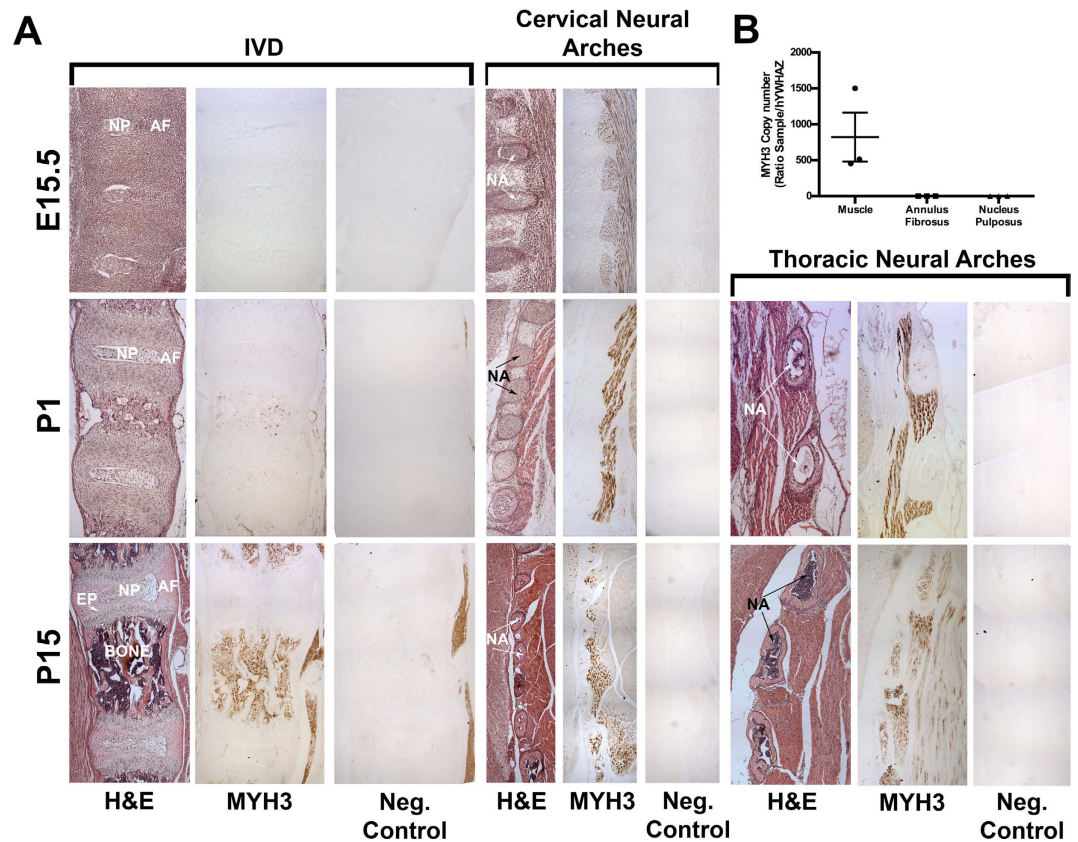 A
IVD
Cervical Neural
Arches
B
2000
1500
1000
500
0
MYH3 Copy number
(Ratio Sample/hYWHAZ
Muscle
Annulus
Fibrosus
Nucleus
Pulposus
Thoracic Neural Arches
E15.5
NP
AF
NA
P1
NP
AF
NA
NA
P15
EP
NP
AF
BONE
NA
NA
H&E
MYH3
Neg.
Control
H&E
MYH3
Neg.
Control
H&E
MYH3
Neg.
Control